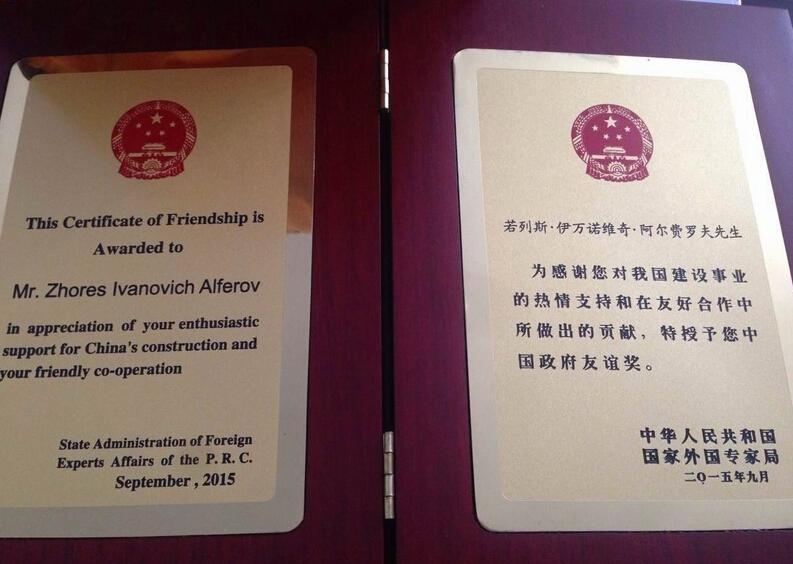 This Certificate of Friendship is
Awarded to
Mr. Zhores Ivanovich Alferov
in appreciation of your enthusiastic
support for China's construction and
your friendly co-operation
State Administration of Foreign
Experts Affairs of the P. R. C.
September , 2015
若列斯·伊万诺维奇·阿尔费罗夫先生
为感谢您对我国建设事业
的热情支持和在友好合作中
所做出的贡献，特授予您中
国政府友谊奖。
中华人民共和国
国家外国专家局
二〇一五年九月